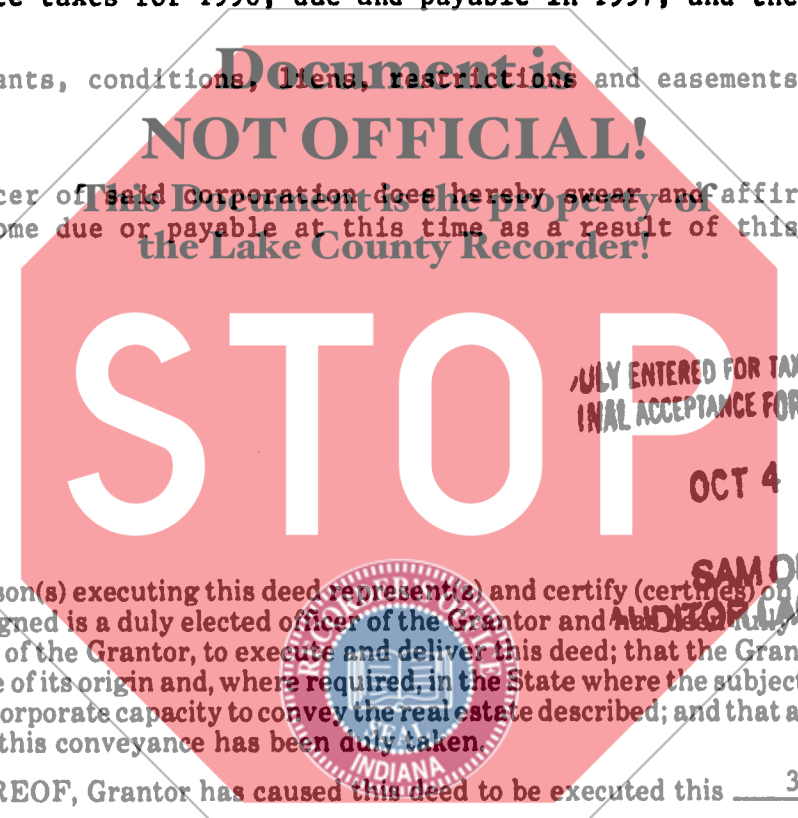 taxes for 1996, due and payable in 1997, and the
Document is
ants, conditions, liens, restrictions and easements
NOT OFFICIAL!
cer of said corporation does hereby swear and affir
This Document is the property of
ome due or payable at this time as a result of this
the Lake County Recorder!
STOP
ULY ENTERED FOR TAX
INAL ACCEPTANCE FOR
OCT 4
SAM O
AUDITOR
son(s) executing this deed represent(s) and certify (certifies) on
gned is a duly elected officer of the Grantor and
of the Grantor, to execute and deliver this deed; that the Gran
e of its origin and, where required, in the State where the subject
orporate capacity to convey the real estate described; and that a
this conveyance has been duly taken.
RECORDER
SEAL
INDIANA
REOF, Grantor has caused this deed to be executed this 3